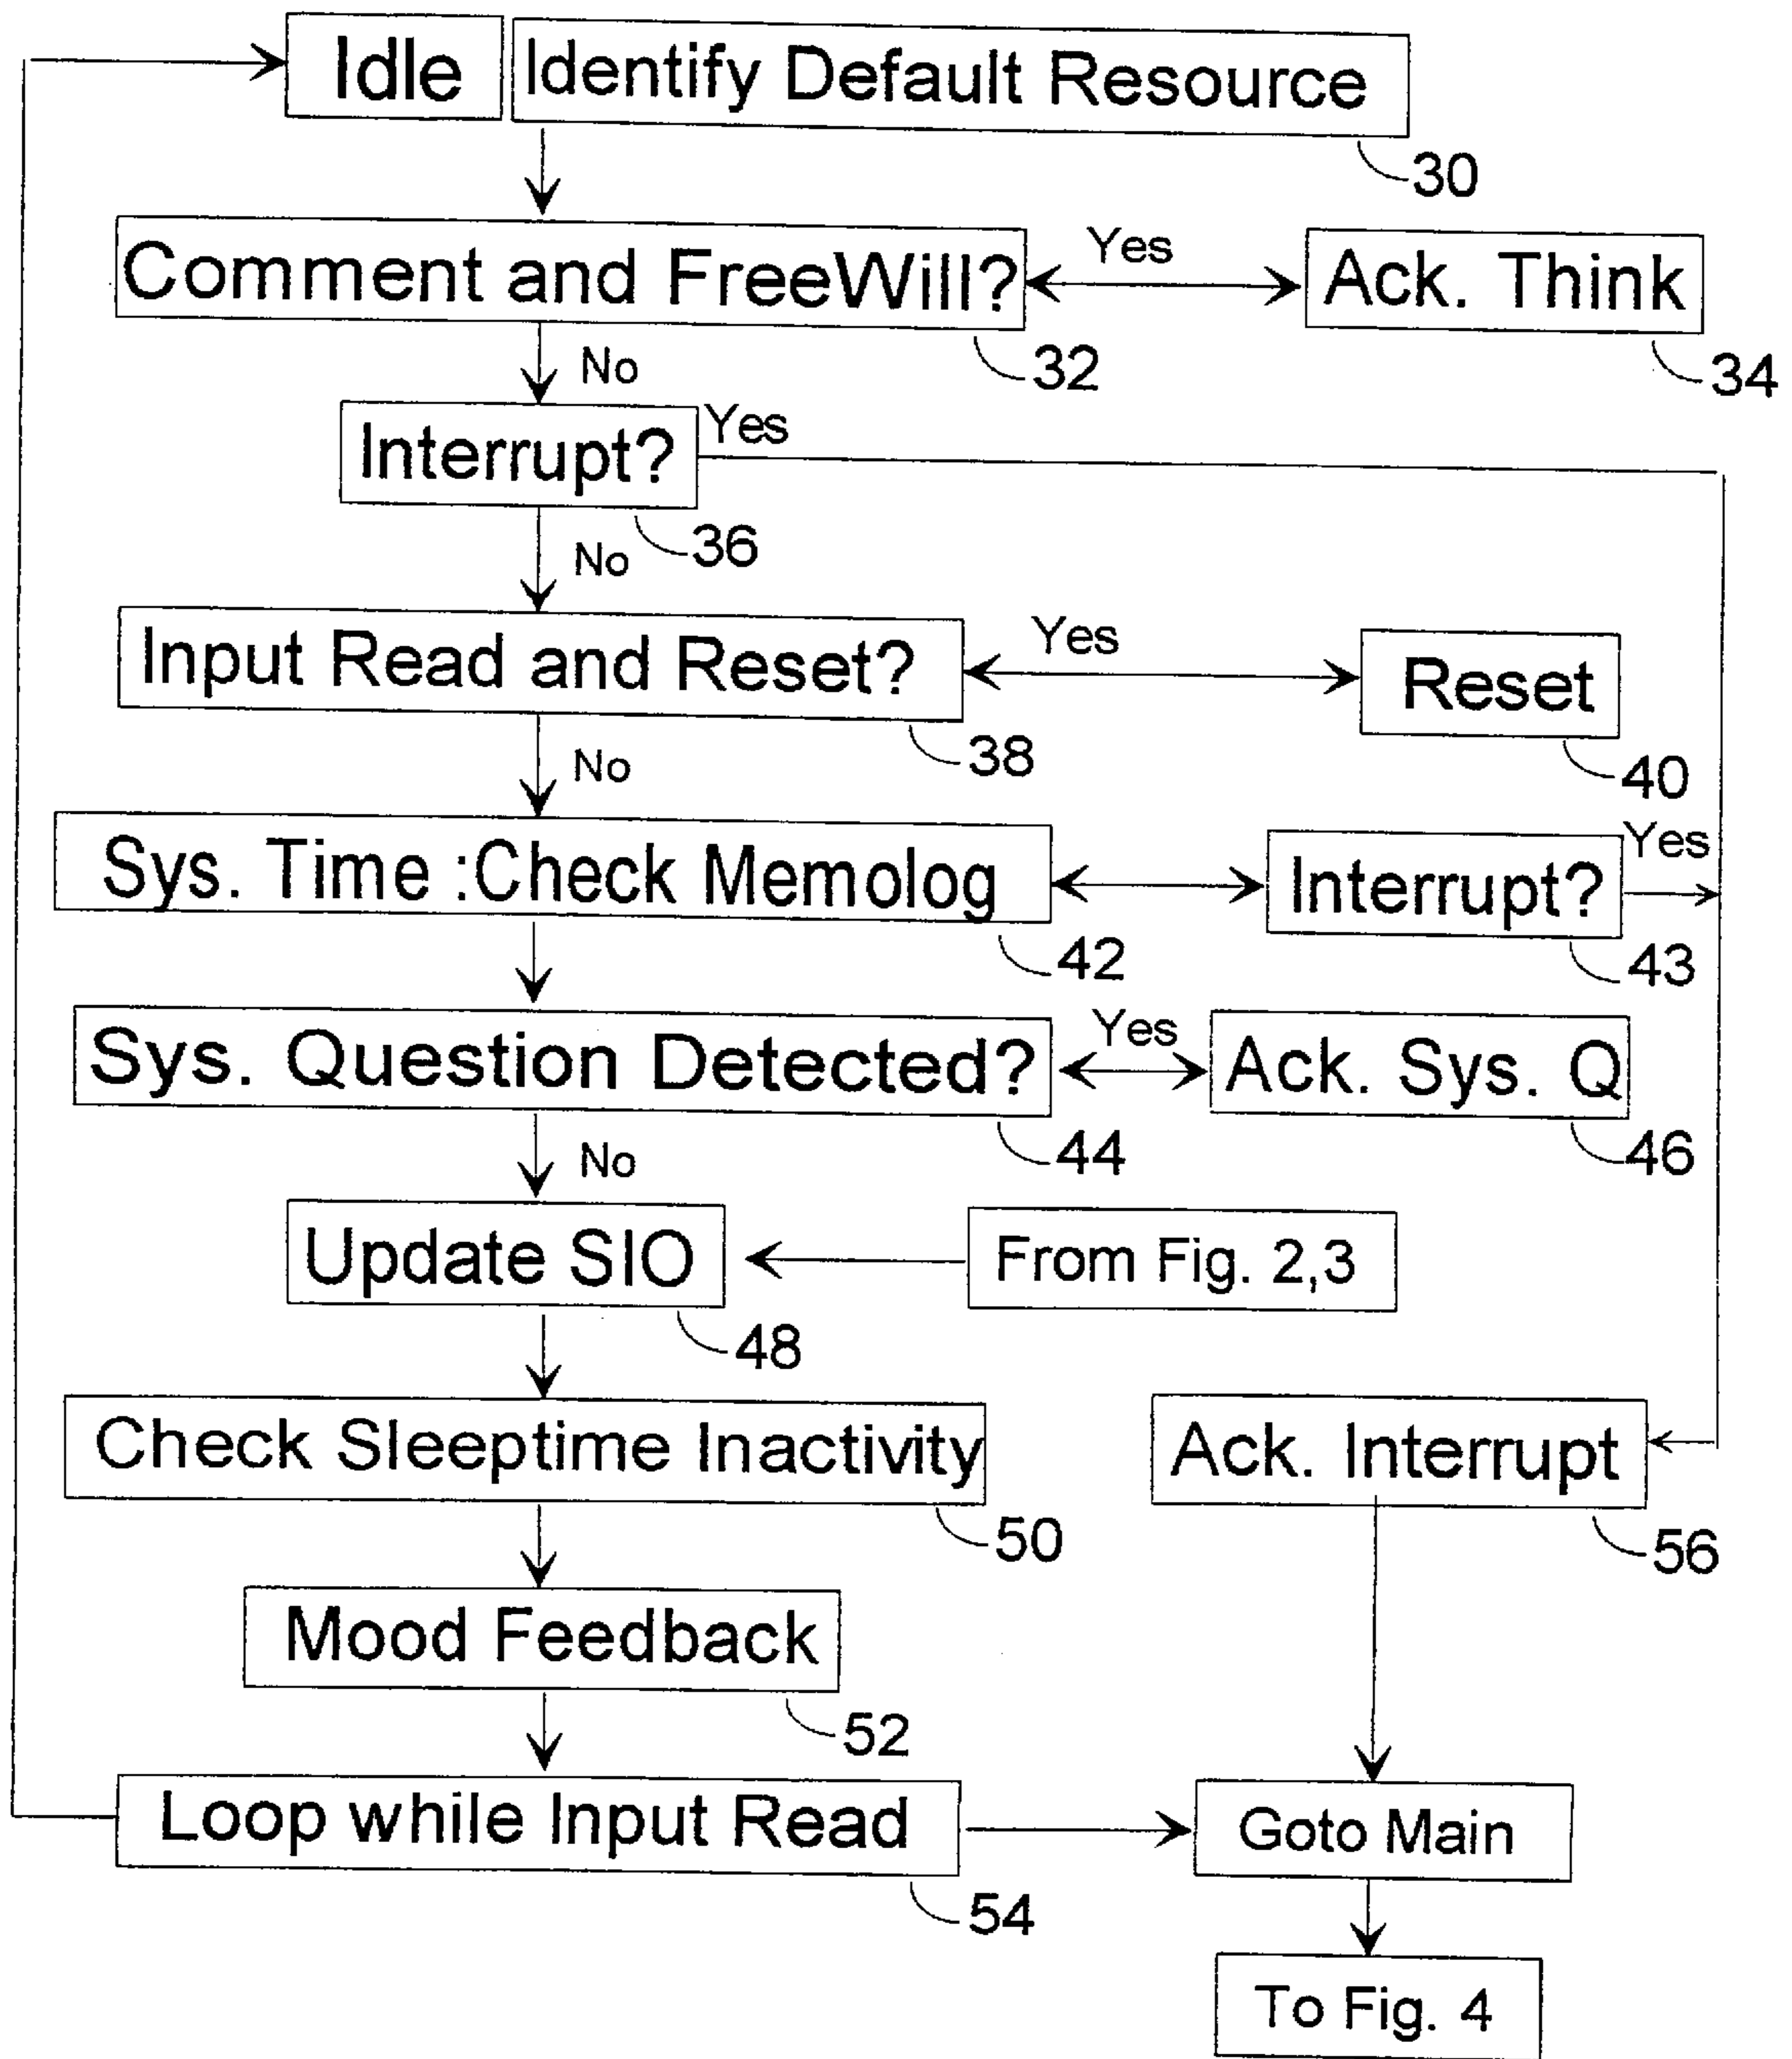 Idle
Identify Default Resource
30
Comment and FreeWill?
Yes
Ack. Think
32
34
No
Interrupt?
Yes
36
No
Input Read and Reset?
Yes
Reset
38
40
No
Sys. Time :Check Memolog
Interrupt?
Yes
42
43
Sys. Question Detected?
Yes
Ack. Sys. Q
44
46
No
Update SIO
From Fig. 2,3
48
Check Sleeptime Inactivity
Ack. Interrupt
50
56
Mood Feedback
52
Loop while Input Read
Goto Main
54
To Fig. 4